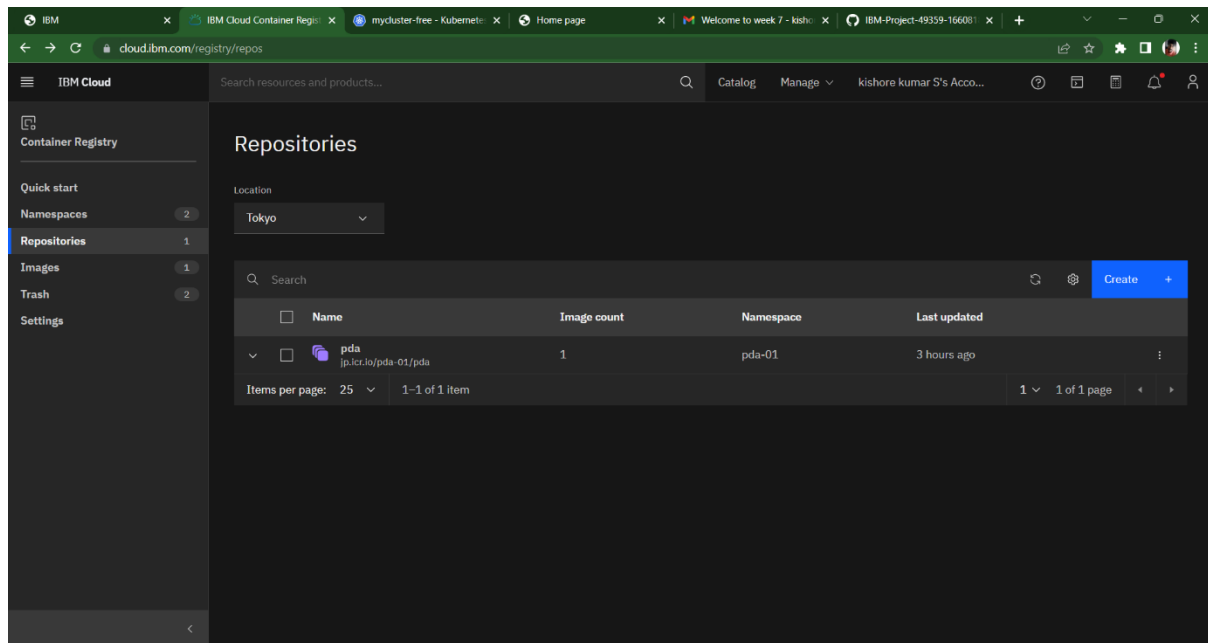 IBM
IBM Cloud Container Regist
mycluster-free - Kubernete
Home page
Welcome to week 7 - kisho
IBM-Project-49359-16608
cloud.ibm.com/registry/repos
IBM Cloud
Search resources and products...
Catalog
Manage
kishore kumar S's Acco...
Container Registry
Quick start
Namespaces 2
Repositories 1
Images 1
Trash 2
Settings
Repositories
Location
Tokyo
Search
Create +
Name Image count Namespace Last updated
pda 1 pda-01 3 hours ago
jp.icr.io/pda-01/pda
Items per page: 25 1–1 of 1 item 1 1 of 1 page